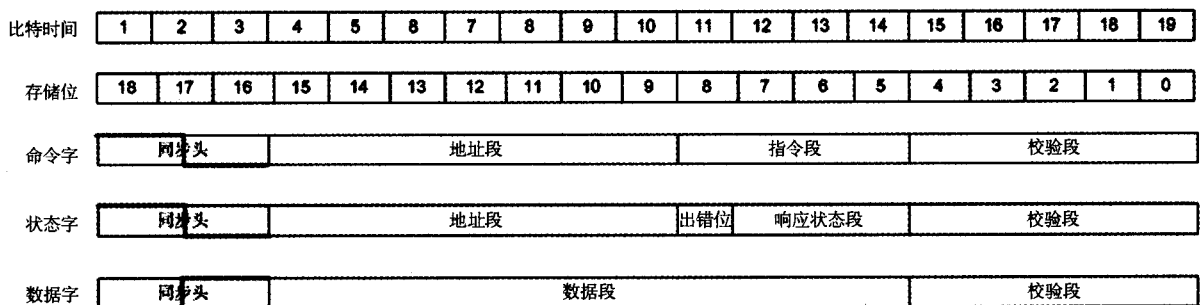 比特时间 1 2 3 4 5 8 7 8 9 10 11 12 13 14 15 16 17 18 19
存储位 18 17 16 15 14 13 12 11 10 9 8 7 6 5 4 3 2 1 0
命令字 同步头 地址段 指令段 校验段
状态字 同步头 地址段 出错位 响应状态段 校验段
数据字 同步头 数据段 校验段